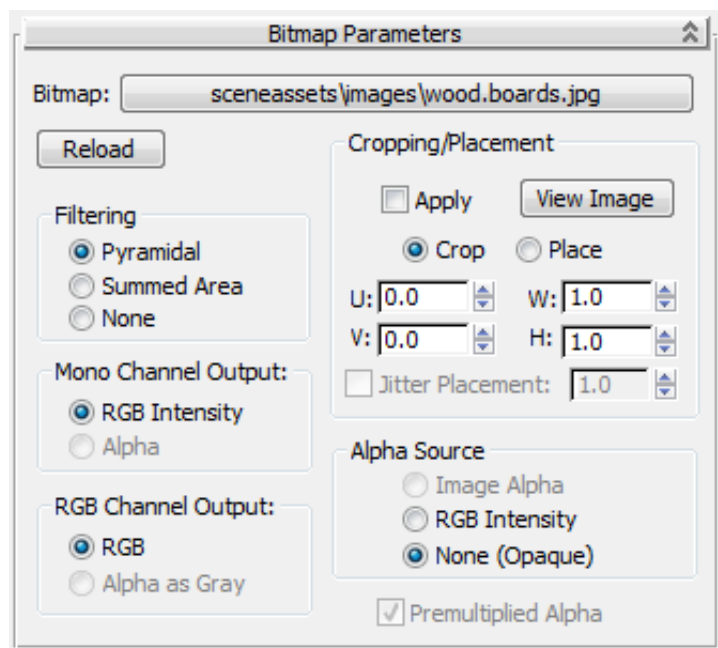 Bitmap Parameters
Bitmap: sceneassets\images\wood.boards.jpg
Reload
Filtering
Pyramidal
Summed Area
None
Mono Channel Output:
RGB Intensity
Alpha
RGB Channel Output:
RGB
Alpha as Gray
Cropping/Placement
Apply View Image
Crop Place
U: 0.0 W: 1.0
V: 0.0 H: 1.0
Jitter Placement: 1.0
Alpha Source
Image Alpha
RGB Intensity
None (Opaque)
Premultiplied Alpha